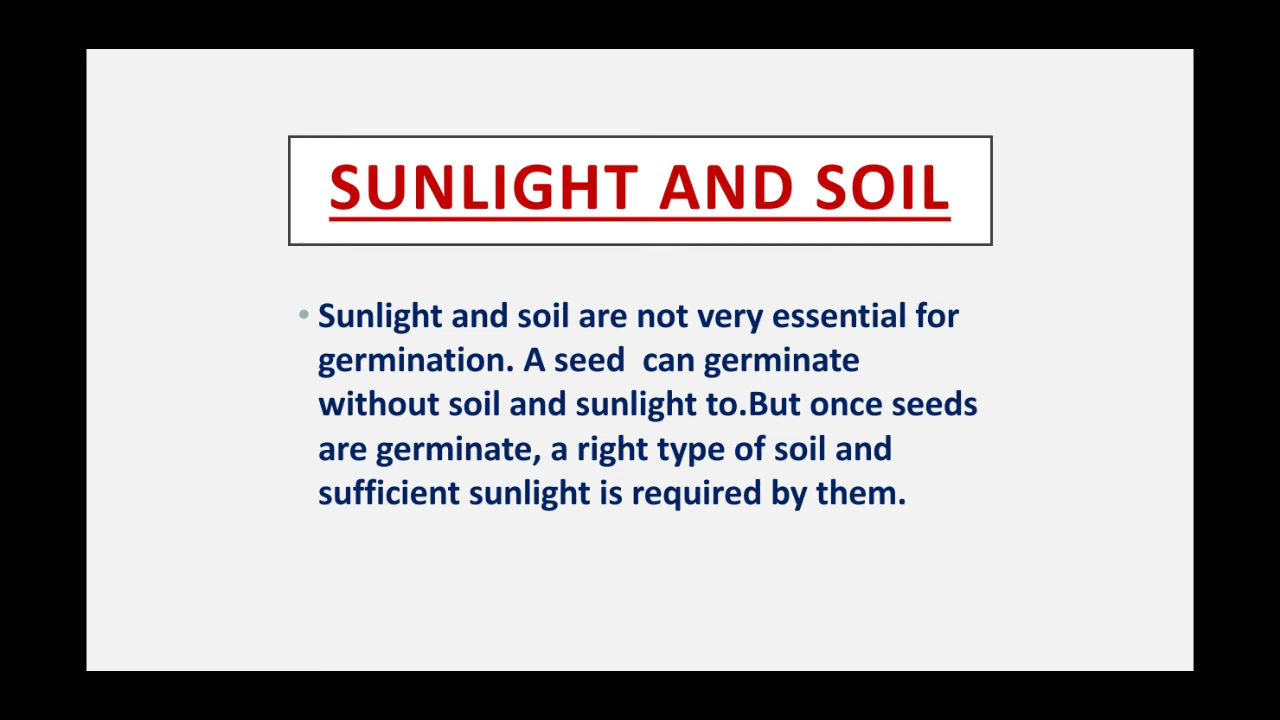 SUNLIGHT AND SOIL
• Sunlight and soil are not very essential for
germination. A seed  can germinate
without soil and sunlight to.But once seeds
are germinate, a right type of soil and
sufficient sunlight is required by them.